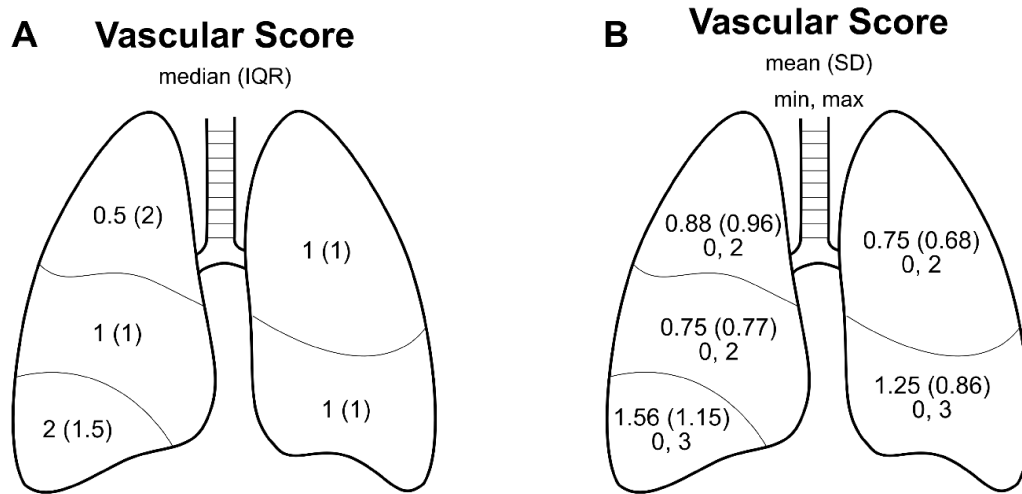 A
Vascular Score
median (IQR)
0.5 (2)
1 (1)
1 (1)
1 (1)
2 (1.5)
B
Vascular Score
mean (SD)
min, max
0.88 (0.96)
0, 2
0.75 (0.68)
0, 2
0.75 (0.77)
0, 2
1.25 (0.86)
0, 3
1.56 (1.15)
0, 3